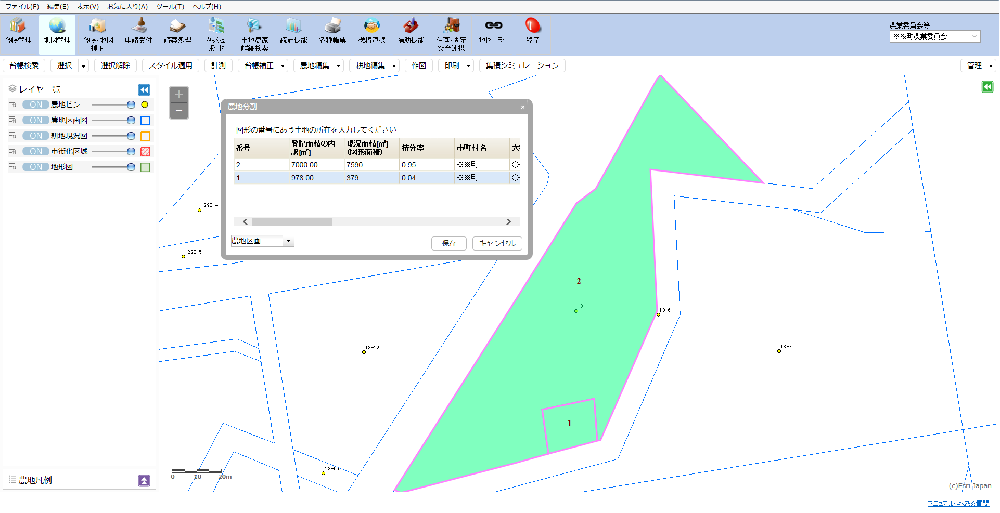 ファイル(F) 編集(E) 表示(V) お気に入り(A) ツール(T) ヘルプ(H)
台帳管理
地図管理
台帳・地図
補正
申請受付
議案処理
ダッシュ
ボード
土地農家
詳細検索
統計機能
各種帳票
機構連携
補助機能
住基・固定
突合連携
地図エラー
終了
農業委員会等
※※町農業委員会
台帳検索 選択 選択解除 スタイル適用 計測 台帳補正 農地編集 耕地編集 作図 印刷 集積シミュレーション 管理
レイヤ一覧
ON 農地ピン
ON 農地区画図
ON 耕地現況図
ON 市街化区域
ON 地形図
農地凡例
+
−
農地分割 ×
図形の番号にあう土地の所在を入力してください
番号 登記面積の内訳[㎡] 現況面積[㎡](図形面積) 按分率 市町村名
2 7000.00 7590 0.95 ※※町
1 978.00 379 0.04 ※※町
農地区画
保存 キャンセル
1220-4
1220-5
2
18-1
18-6
18-12
18-7
1
18-16
0 10 20m
(c)Esri Japan
マニュアル・よくある質問